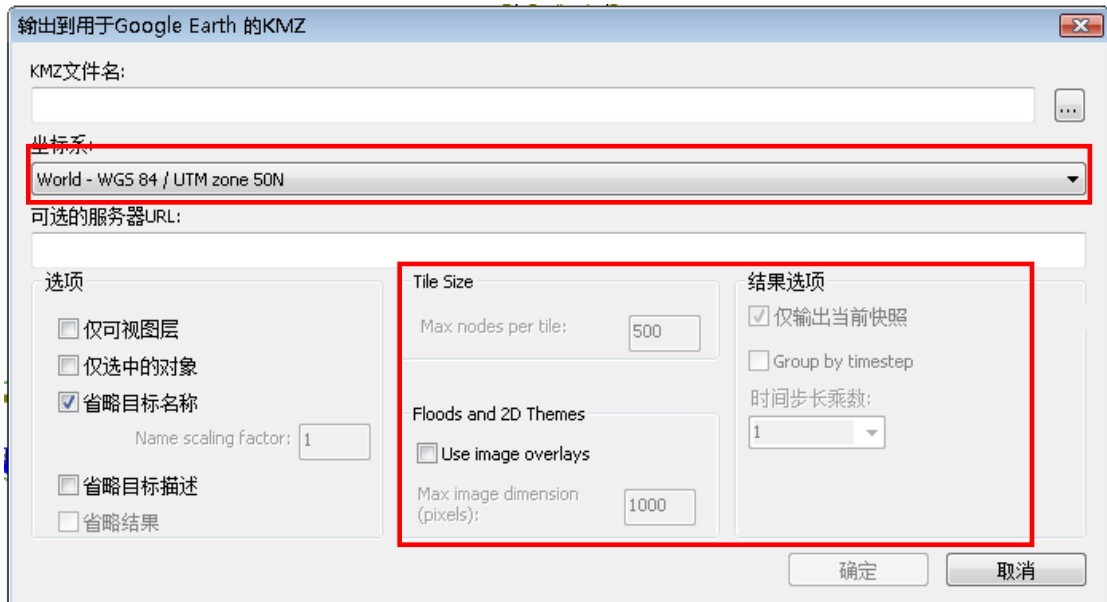 输出到用于Google Earth 的KMZ
KMZ文件名:
...
坐标系:
World - WGS 84 / UTM zone 50N
可选的服务器URL:
选项
仅可视图层
仅选中的对象
省略目标名称
Name scaling factor: 1
省略目标描述
省略结果
Tile Size
Max nodes per tile: 500
Floods and 2D Themes
Use image overlays
Max image dimension
(pixels): 1000
结果选项
仅输出当前快照
Group by timestep
时间步长乘数:
1
确定 取消